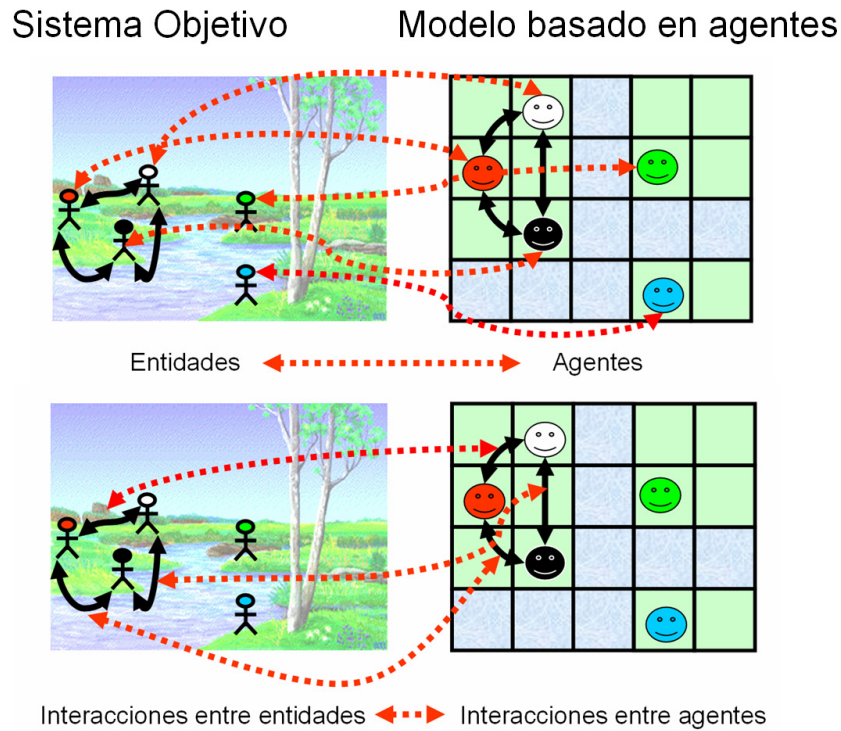 Sistema Objetivo
Modelo basado en agentes
Entidades
Agentes
Interacciones entre entidades
Interacciones entre agentes